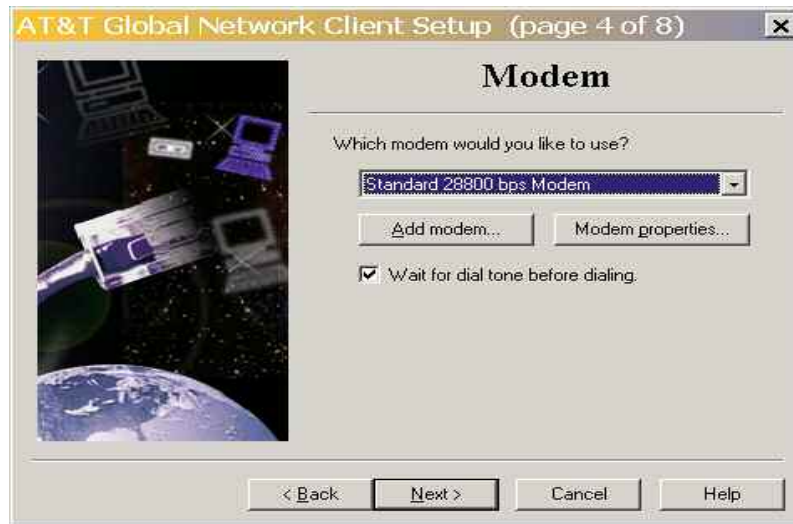 AT&T Global Network Client Setup (page 4 of 8)
Modem
Which modem would you like to use?
Standard 28800 bps Modem
Add modem... Modem properties...
Wait for dial tone before dialing.
< Back Next > Cancel Help